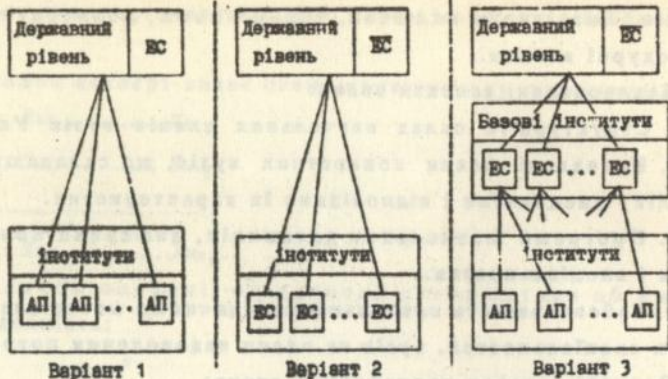 Державний
рівень
ЕС
інститути
АП АП ... АП
Варіант 1
Державний
рівень
ЕС
інститути
ЕС ЕС ... ЕС
Варіант 2
Державний
рівень
ЕС
Базові інститути
ЕС ЕС ... ЕС
інститути
АП АП ... АП
Варіант 3